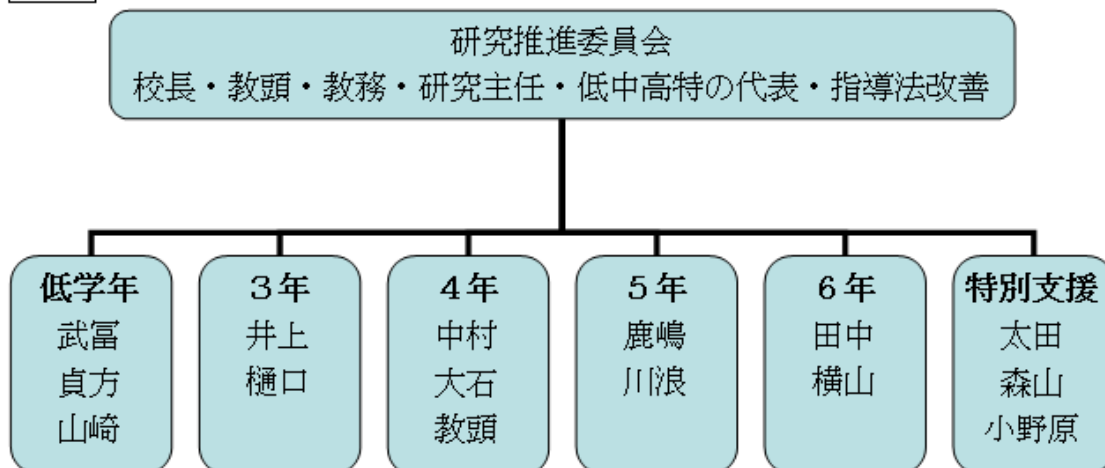 研究推進委員会
校長・教頭・教務・研究主任・低中高特の代表・指導法改善
低学年
武冨
貞方
山崎
３年
井上
樋口
４年
中村
大石
教頭
５年
鹿嶋
川浪
６年
田中
横山
特別支援
太田
森山
小野原